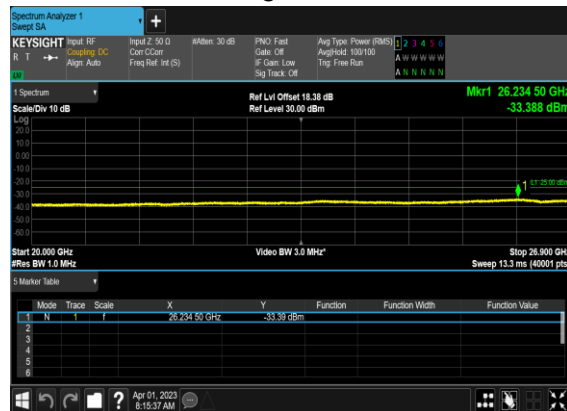 Spectrum Analyzer 1
Swept SA
+
KEYSIGHT Input: RF Input Z: 50 Ω #Atten: 30 dB PNO: Fast Avg Type: Power (RMS) 1 2 3 4 5 6
R T Coupling: DC Corr CCorr Gate: Off Avg|Hold: 100/100 A W W W W W
Align: Auto Freq Ref: Int (S) IF Gain: Low Trig: Free Run
Sig Track: Off A N N N N N
1 Spectrum Ref Lvl Offset 18.38 dB Mkr1 26.234 50 GHz
Scale/Div 10 dB Ref Level 30.00 dBm -33.388 dBm
Log
20.0
10.0
0.00
-10.0
-20.0
-30.0
-40.0
-50.0
-60.0
1
Start 20.000 GHz Video BW 3.0 MHz* Stop 26.900 GHz
#Res BW 1.0 MHz Sweep 13.3 ms (40001 pts
5 Marker Table
Mode Trace Scale X Y Function Function Width Function Value
1 N 1 f 26.234 50 GHz -33.39 dBm
2
3
4
5
6
? Apr 01, 2023
8:15:37 AM